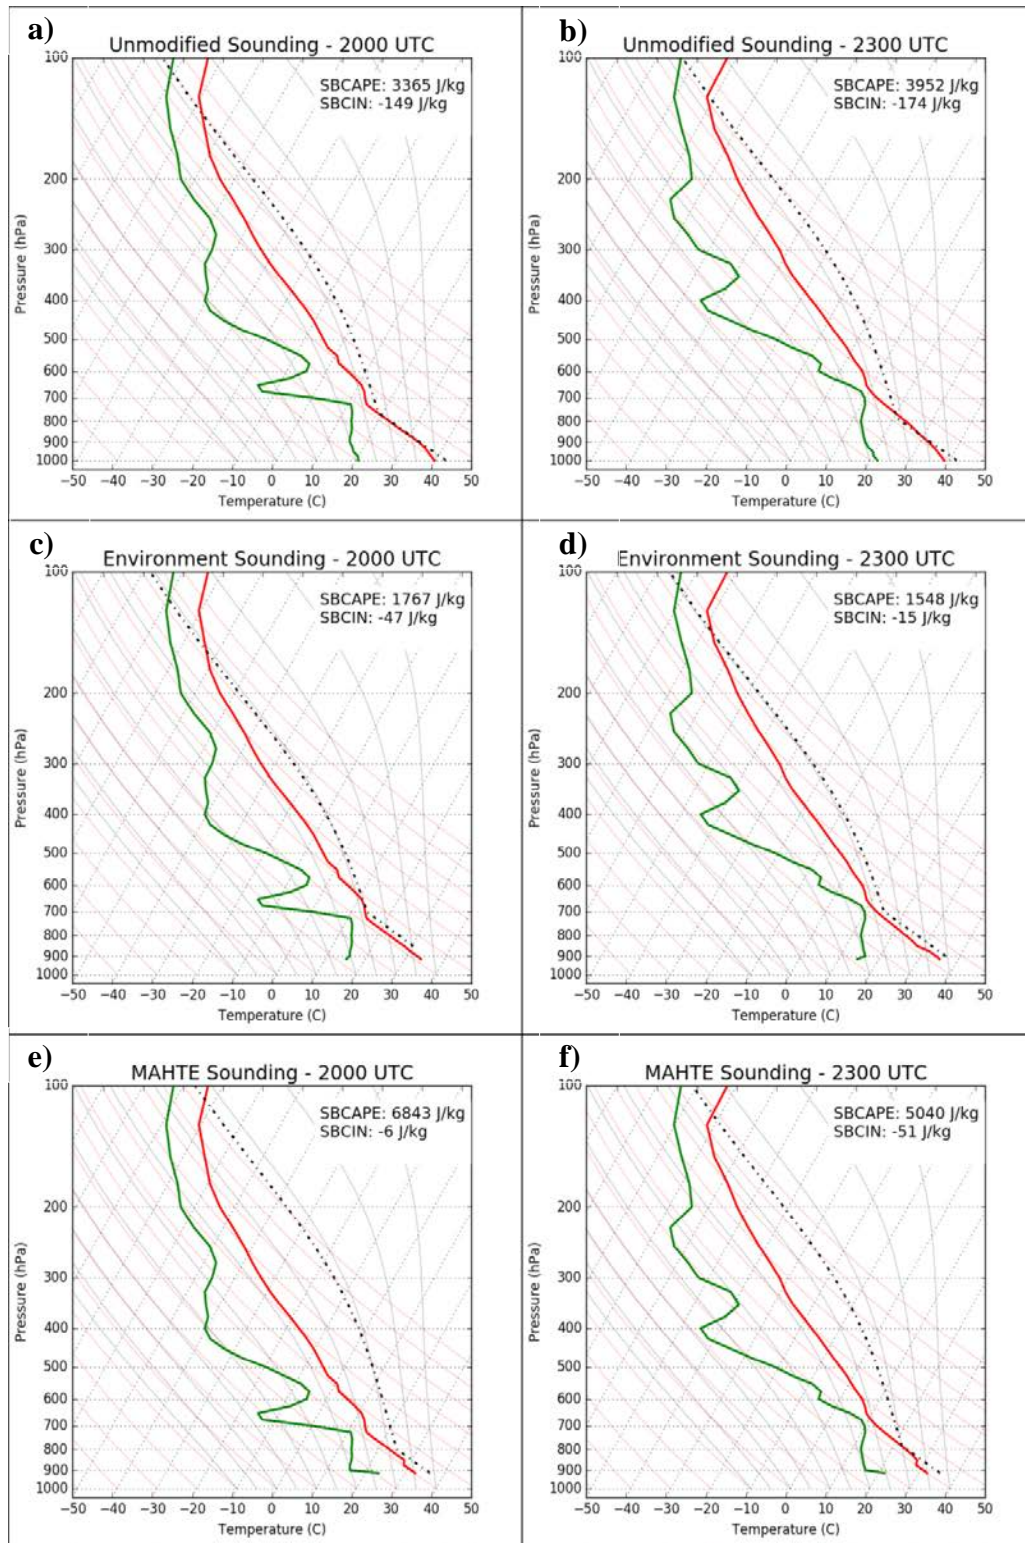 a)
Unmodified Sounding - 2000 UTC
SBCAPE: 3365 J/kg
SBCIN: -149 J/kg
Pressure (hPa)
100
200
300
400
500
600
700
800
900
1000
−50 −40 −30 −20 −10 0 10 20 30 40 50
Temperature (C)
b)
Unmodified Sounding - 2300 UTC
SBCAPE: 3952 J/kg
SBCIN: -174 J/kg
Pressure (hPa)
100
200
300
400
500
600
700
800
900
1000
−50 −40 −30 −20 −10 0 10 20 30 40 50
Temperature (C)
c)
Environment Sounding - 2000 UTC
SBCAPE: 1767 J/kg
SBCIN: -47 J/kg
Pressure (hPa)
100
200
300
400
500
600
700
800
900
1000
−50 −40 −30 −20 −10 0 10 20 30 40 50
Temperature (C)
d)
Environment Sounding - 2300 UTC
SBCAPE: 1548 J/kg
SBCIN: -15 J/kg
Pressure (hPa)
100
200
300
400
500
600
700
800
900
1000
−50 −40 −30 −20 −10 0 10 20 30 40 50
Temperature (C)
e)
MAHTE Sounding - 2000 UTC
SBCAPE: 6843 J/kg
SBCIN: -6 J/kg
Pressure (hPa)
100
200
300
400
500
600
700
800
900
1000
−50 −40 −30 −20 −10 0 10 20 30 40 50
Temperature (C)
f)
MAHTE Sounding - 2300 UTC
SBCAPE: 5040 J/kg
SBCIN: -51 J/kg
Pressure (hPa)
100
200
300
400
500
600
700
800
900
1000
−50 −40 −30 −20 −10 0 10 20 30 40 50
Temperature (C)